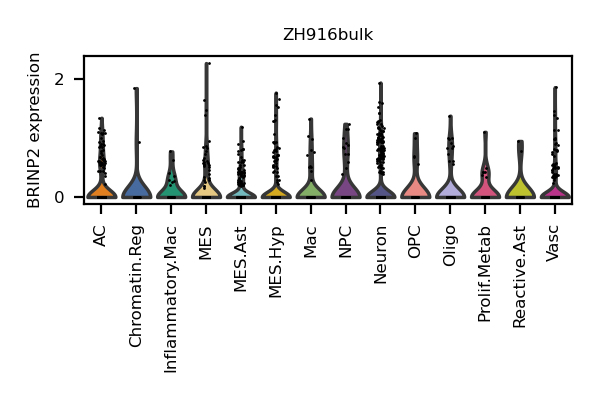 ZH916bulk
BRINP2 expression
2
0
AC
Chromatin.Reg
Inflammatory.Mac
MES
MES.Ast
MES.Hyp
Mac
NPC
Neuron
OPC
Oligo
Prolif.Metab
Reactive.Ast
Vasc